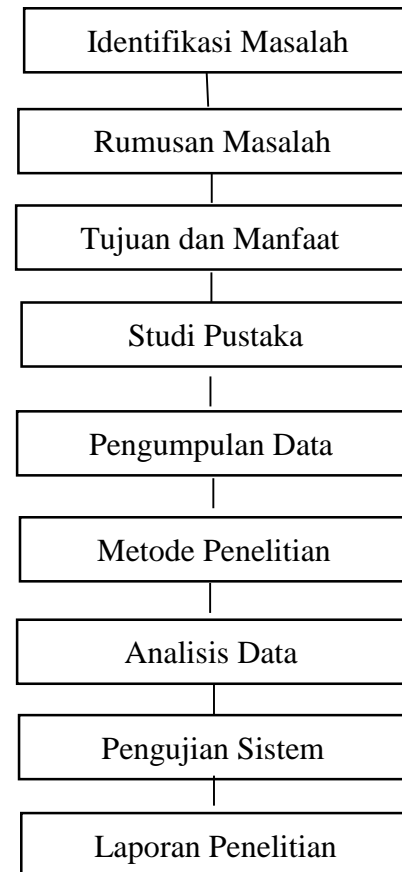 Identifikasi Masalah
Rumusan Masalah
Tujuan dan Manfaat
Studi Pustaka
Pengumpulan Data
Metode Penelitian
Analisis Data
Pengujian Sistem
Laporan Penelitian